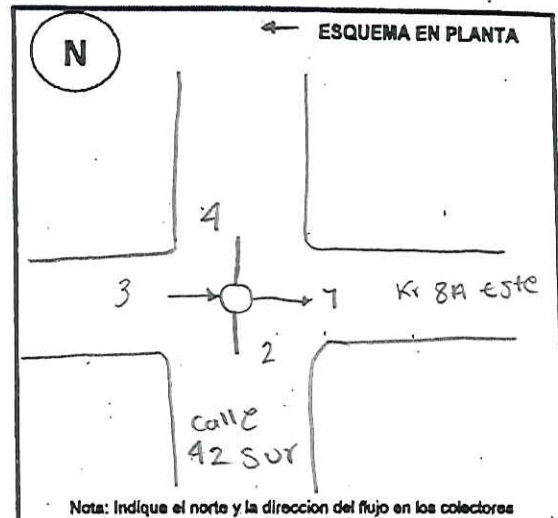 ← ESQUEMA EN PLANTA
N
4
3
1
Kr 8A este
2
calle
42 sur
Nota: Indique el norte y la direccion del flujo en los colectores